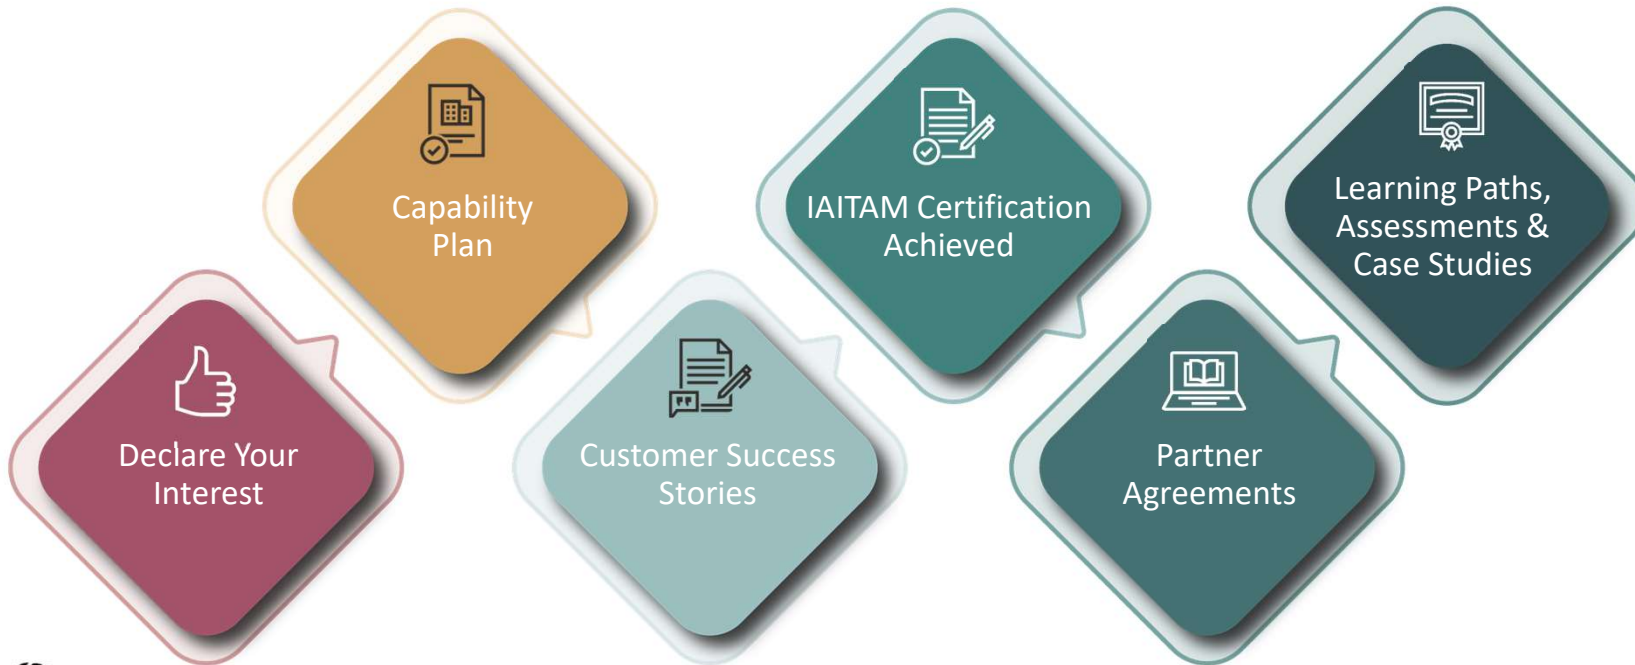 Declare Your
Interest
Capability
Plan
Customer Success
Stories
IAITAM Certification
Achieved
Partner
Agreements
Learning Paths,
Assessments &
Case Studies